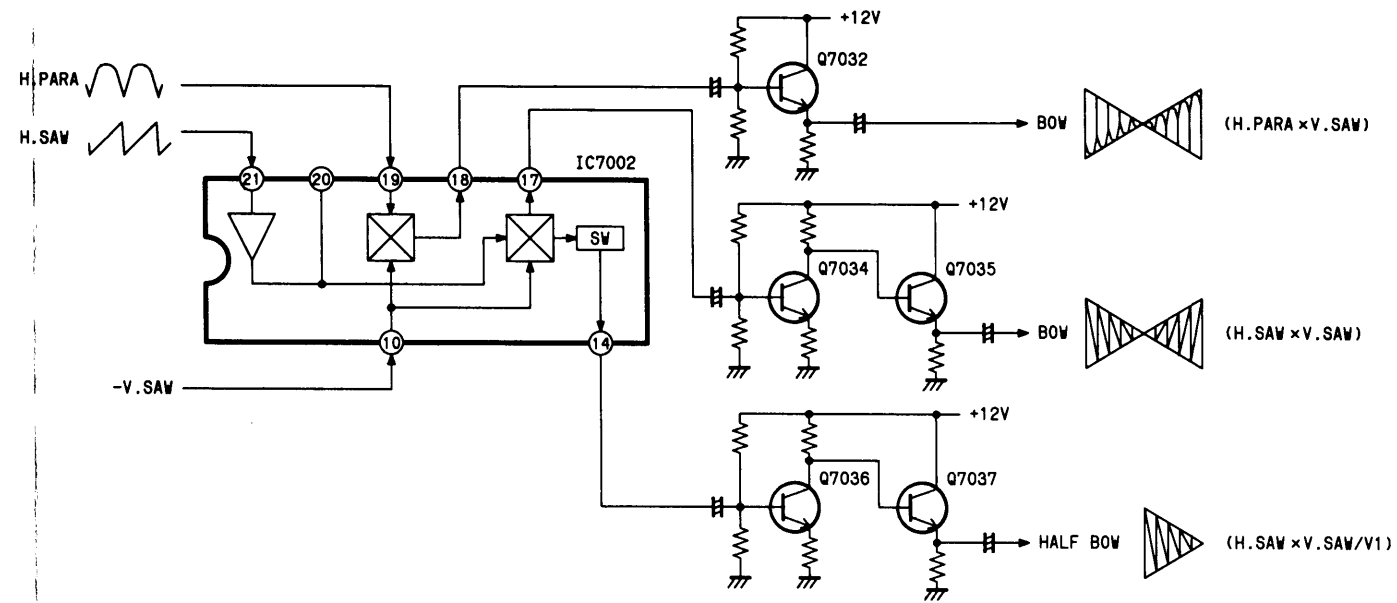 +12V
Q7032
H.PARA
BOW
(H.PARA×V.SAW)
H.SAW
IC7002
21
20
19
18
17
+12V
SW
Q7034
Q7035
BOW
(H.SAW×V.SAW)
10
14
-V.SAW
+12V
Q7036
Q7037
HALF BOW
(H.SAW×V.SAW/V1)